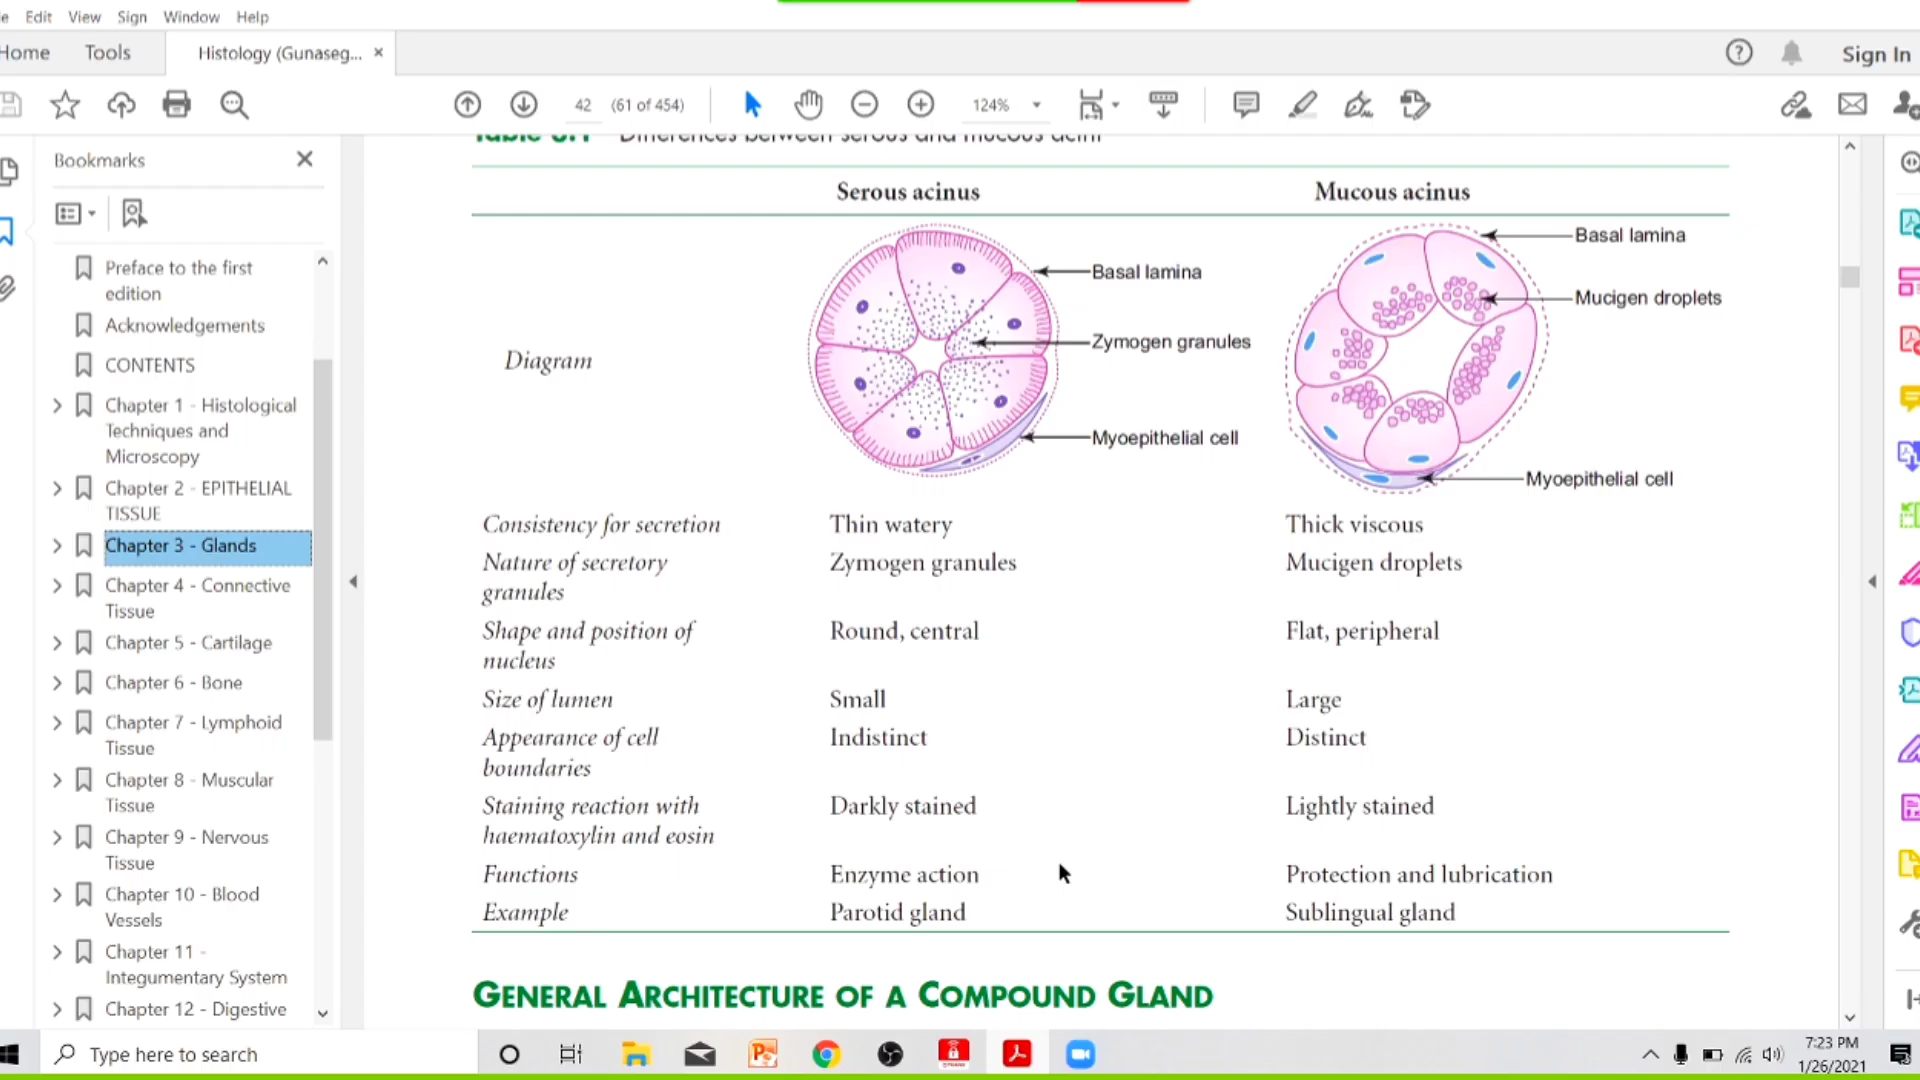 Edit View Sign Window Help
Home Tools Histology (Gunaseg... × Sign In
42 (61 of 454) 124%
Bookmarks
Preface to the first
edition
Acknowledgements
CONTENTS
Chapter 1 - Histological
Techniques and
Microscopy
Chapter 2 - EPITHELIAL
TISSUE
Chapter 3 - Glands
Chapter 4 - Connective
Tissue
Chapter 5 - Cartilage
Chapter 6 - Bone
Chapter 7 - Lymphoid
Tissue
Chapter 8 - Muscular
Tissue
Chapter 9 - Nervous
Tissue
Chapter 10 - Blood
Vessels
Chapter 11 -
Integumentary System
Chapter 12 - Digestive
Differences between serous and mucous acini
Serous acinus Mucous acinus
Diagram
Basal lamina
Zymogen granules
Myoepithelial cell
Basal lamina
Mucigen droplets
Myoepithelial cell
Consistency for secretion Thin watery Thick viscous
Nature of secretory Zymogen granules Mucigen droplets
granules
Shape and position of Round, central Flat, peripheral
nucleus
Size of lumen Small Large
Appearance of cell Indistinct Distinct
boundaries
Staining reaction with Darkly stained Lightly stained
haematoxylin and eosin
Functions Enzyme action Protection and lubrication
Example Parotid gland Sublingual gland
GENERAL ARCHITECTURE OF A COMPOUND GLAND
Type here to search
7:23 PM
1/26/2021